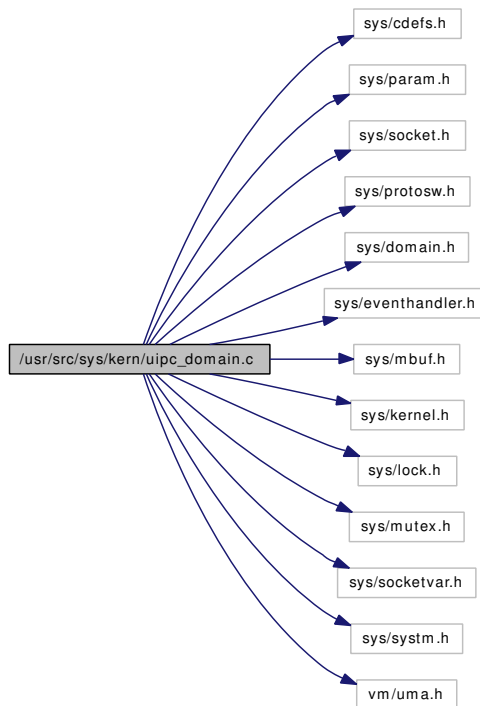 sys/cdefs.h
sys/param.h
sys/socket.h
sys/protosw.h
sys/domain.h
sys/eventhandler.h
/usr/src/sys/kern/uipc_domain.c
sys/mbuf.h
sys/kernel.h
sys/lock.h
sys/mutex.h
sys/socketvar.h
sys/systm.h
vm/uma.h